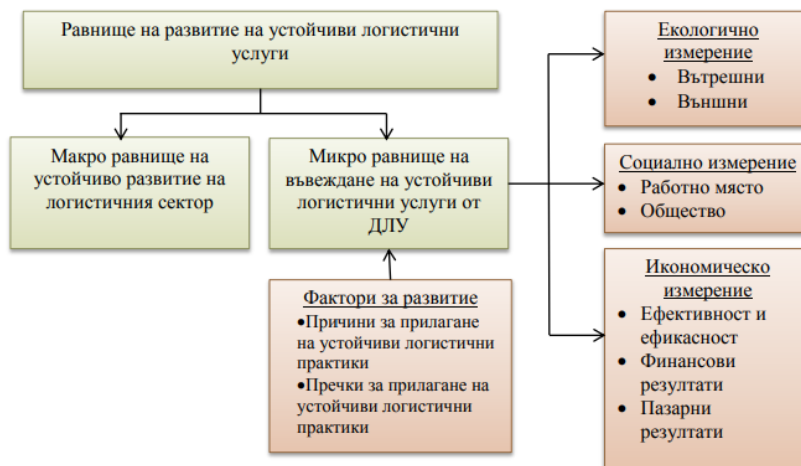 Равнище на развитие на устойчиви логистични
услуги
Макро равнище на
устойчиво развитие на
логистичния сектор
Микро равнище на
въвеждане на устойчиви
логистични услуги от
ДЛУ
Фактори за развитие
•Причини за прилагане
на устойчиви логистични
практики
•Пречки за прилагане на
устойчиви логистични
практики
Екологично
измерение
• Вътрешни
• Външни
Социално измерение
• Работно място
• Общество
Икономическо
измерение
• Ефективност и
ефикасност
• Финансови
резултати
• Пазарни
резултати